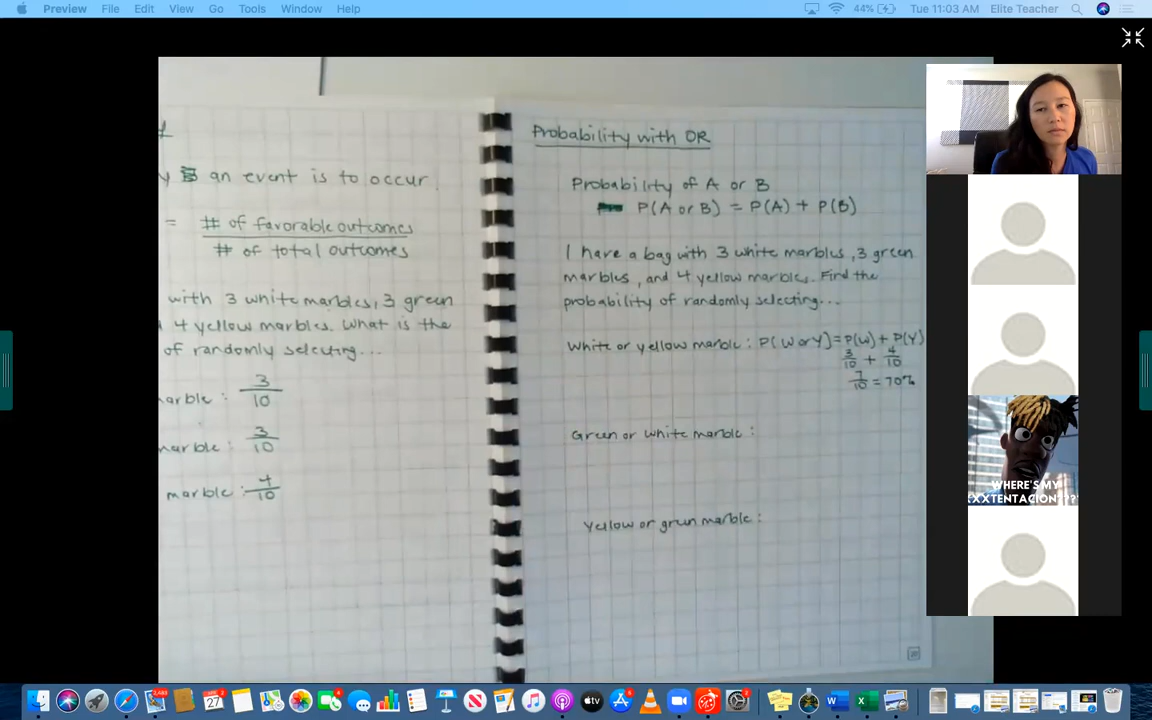 Preview File Edit View Go Tools Window Help
44% Tue 11:03 AM Elite Teacher
y an event is to occur.
= # of favorable outcomes
# of total outcomes
with 3 white marbles, 3 green
4 yellow marbles. What is the
of randomly selecting...
arble : 3/10
marble : 3/10
marble : 4/10
Probability with OR
Probability of A or B
P(A or B) = P(A) + P(B)
I have a bag with 3 white marbles, 3 green
marbles, and 4 yellow marbles. Find the
probability of randomly selecting...
White or yellow marble : P(W or Y) = P(W) + P(Y)
3/10 + 4/10
7/10 = 70%
Green or white marble :
Yellow or green marble :
WHERE'S MY
XXTENTACION???
27